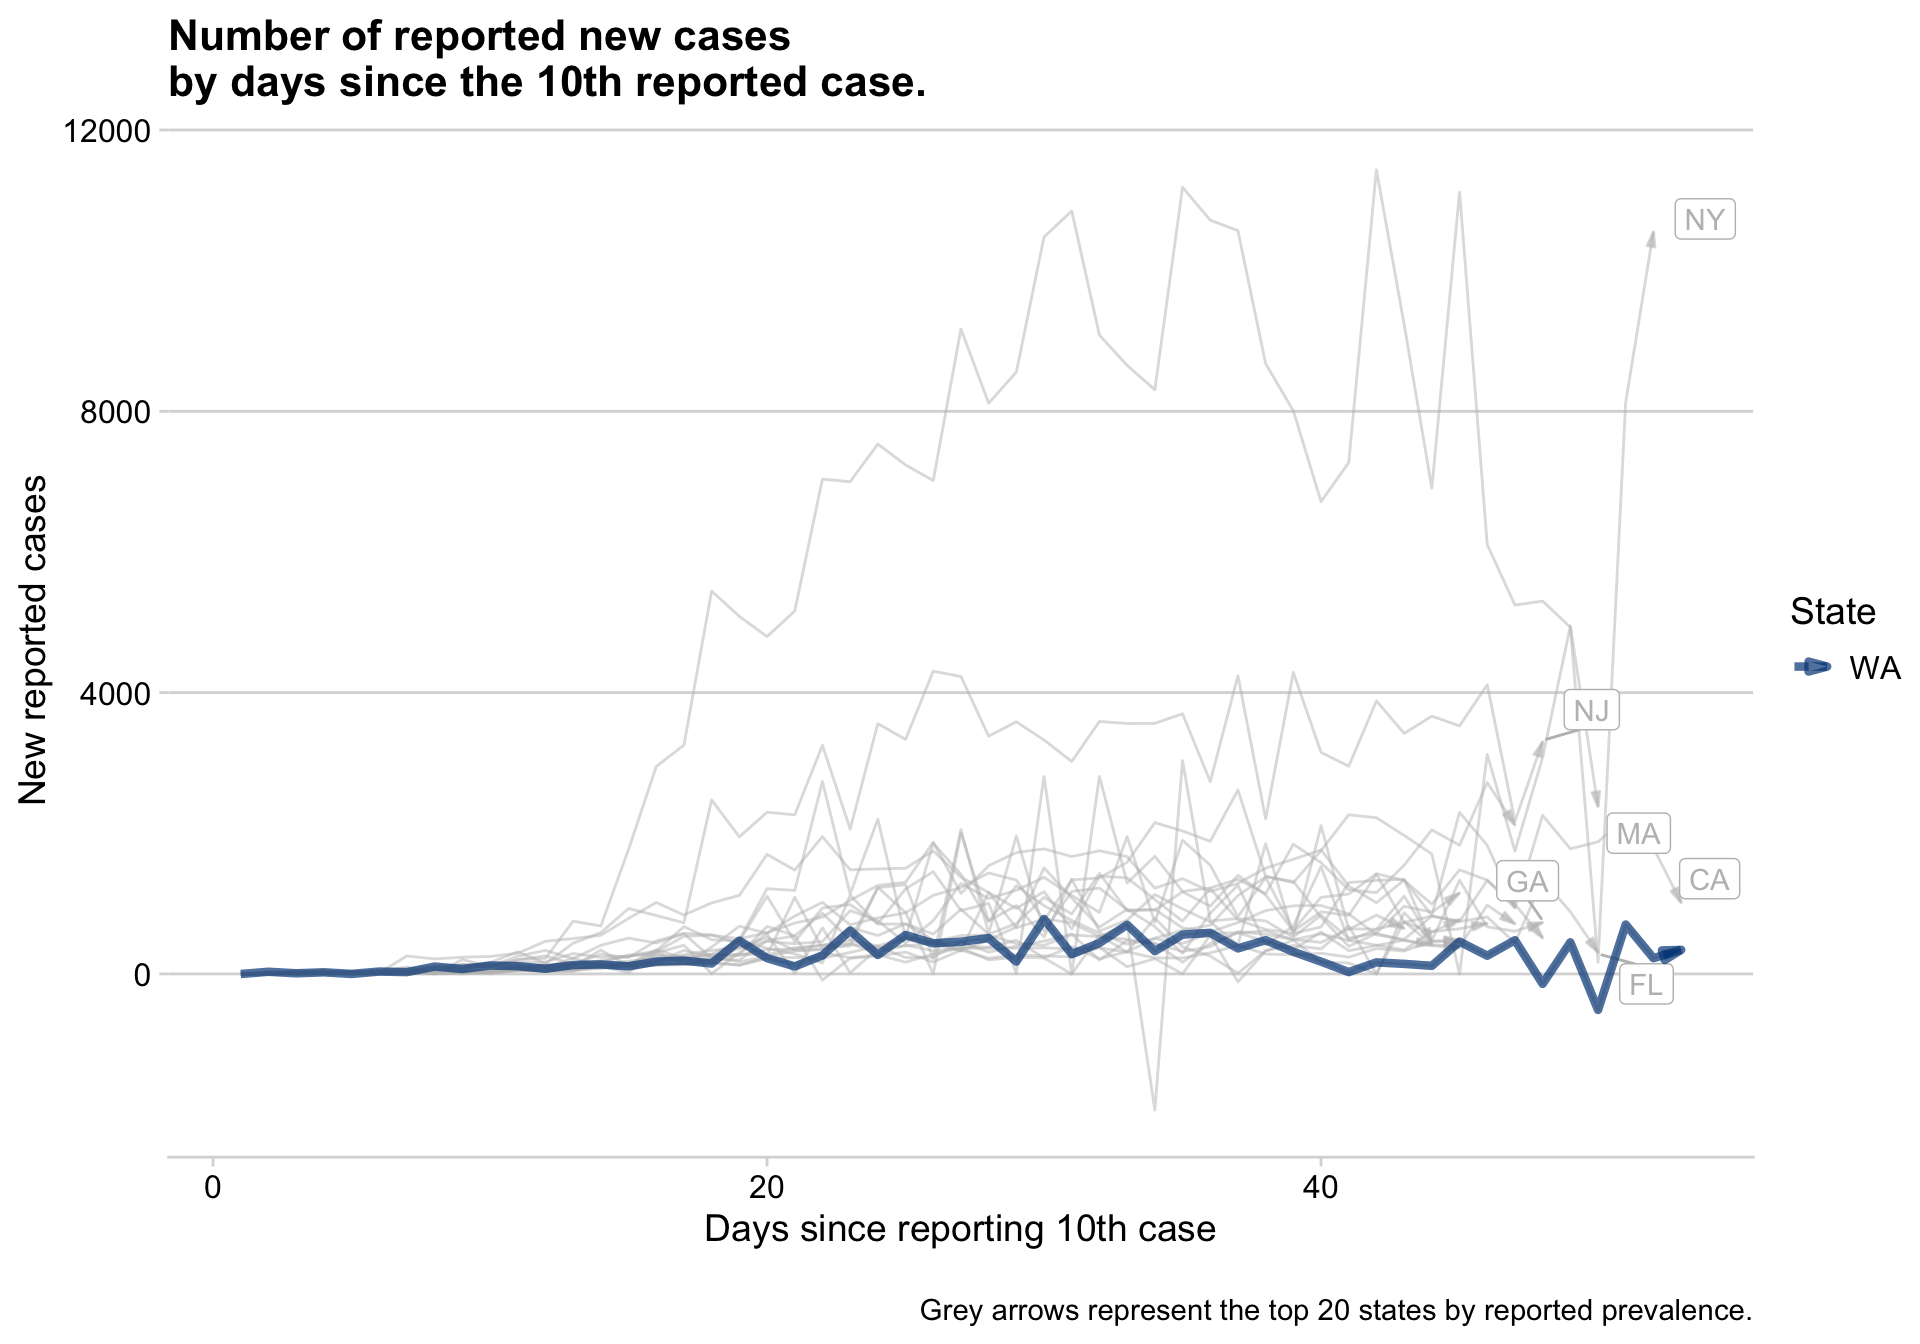 Number of reported new cases
by days since the 10th reported case.
12000
8000
4000
0
New reported cases
NY
NJ
MA
GA
CA
FL
State
WA
0
20
40
Days since reporting 10th case
Grey arrows represent the top 20 states by reported prevalence.